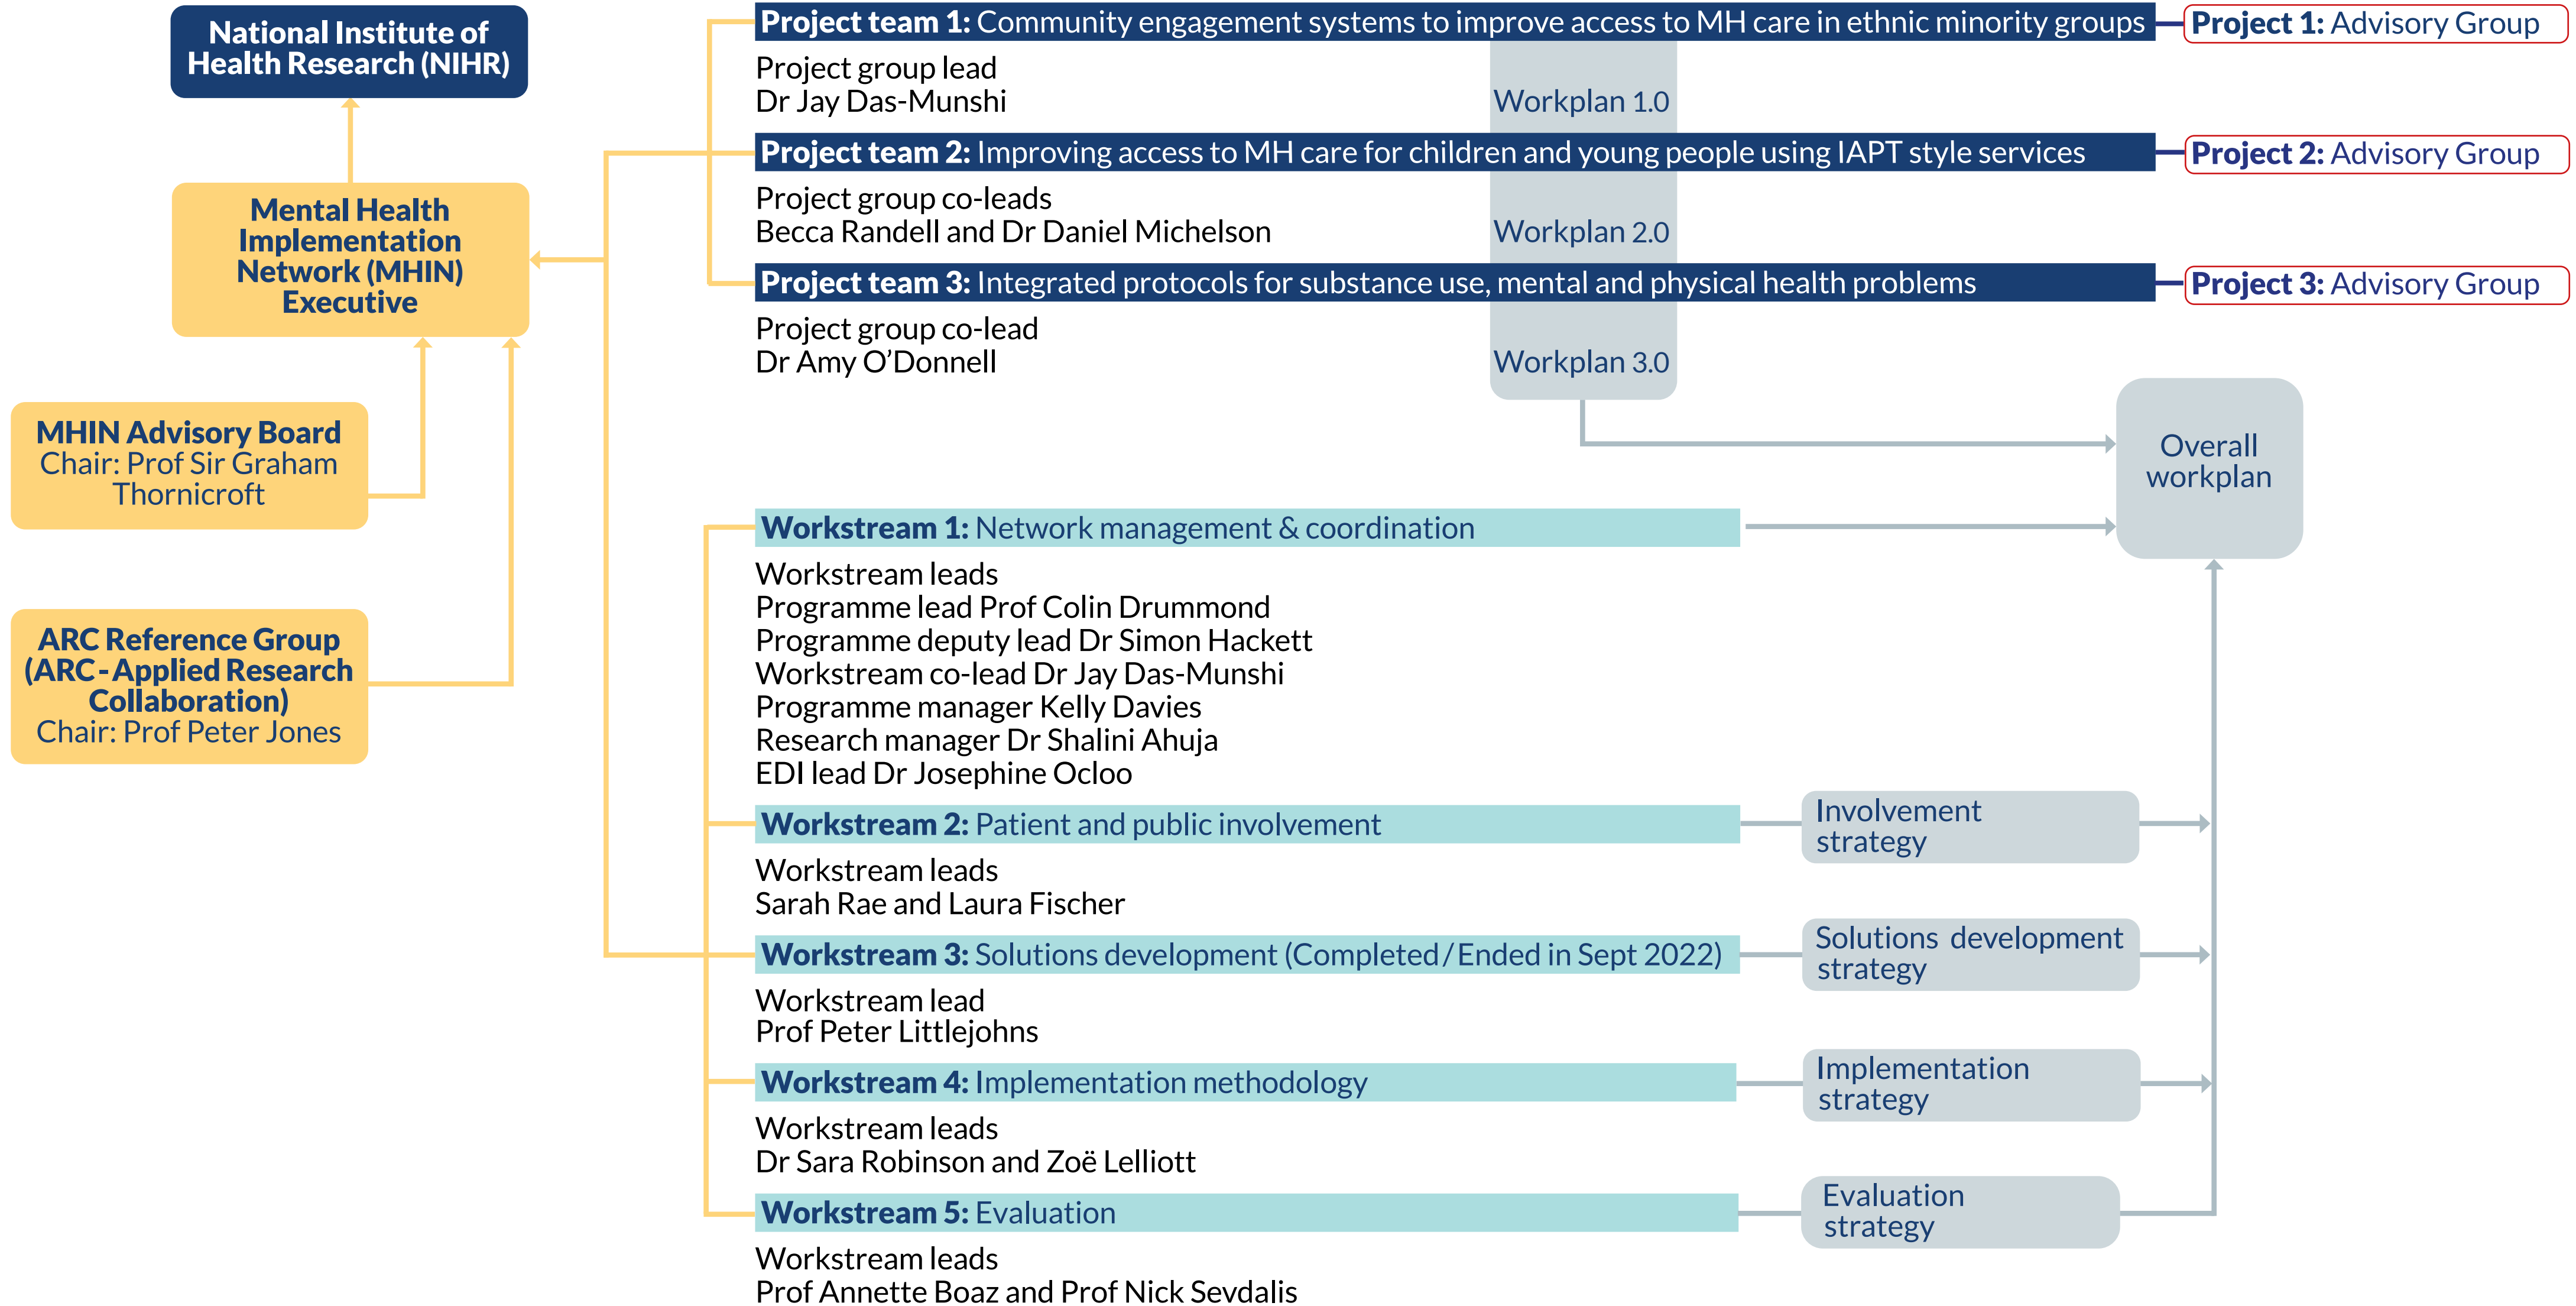 National Institute of
Health Research (NIHR)
Mental Health
Implementation
Network (MHIN)
Executive
MHIN Advisory Board
Chair: Prof Sir Graham
Thornicroft
ARC Reference Group
(ARC - Applied Research
Collaboration)
Chair: Prof Peter Jones
Project team 1: Community engagement systems to improve access to MH care in ethnic minority groups
Project 1: Advisory Group
Project group lead
Dr Jay Das-Munshi
Workplan 1.0
Project team 2: Improving access to MH care for children and young people using IAPT style services
Project 2: Advisory Group
Project group co-leads
Becca Randell and Dr Daniel Michelson
Workplan 2.0
Project team 3: Integrated protocols for substance use, mental and physical health problems
Project 3: Advisory Group
Project group co-lead
Dr Amy O’Donnell
Workplan 3.0
Overall
workplan
Workstream 1: Network management & coordination
Workstream leads
Programme lead Prof Colin Drummond
Programme deputy lead Dr Simon Hackett
Workstream co-lead Dr Jay Das-Munshi
Programme manager Kelly Davies
Research manager Dr Shalini Ahuja
EDI lead Dr Josephine Ocloo
Workstream 2: Patient and public involvement
Involvement
strategy
Workstream leads
Sarah Rae and Laura Fischer
Workstream 3: Solutions development (Completed/Ended in Sept 2022)
Solutions development
strategy
Workstream lead
Prof Peter Littlejohns
Workstream 4: Implementation methodology
Implementation
strategy
Workstream leads
Dr Sara Robinson and Zoë Lelliott
Workstream 5: Evaluation
Evaluation
strategy
Workstream leads
Prof Annette Boaz and Prof Nick Sevdalis